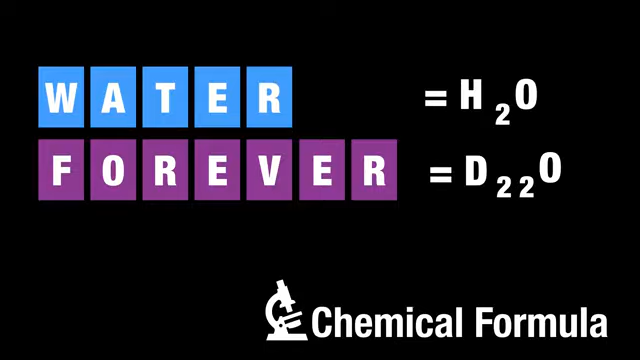 WATER = H₂O
FOREVER = D₂₂O
Chemical Formula